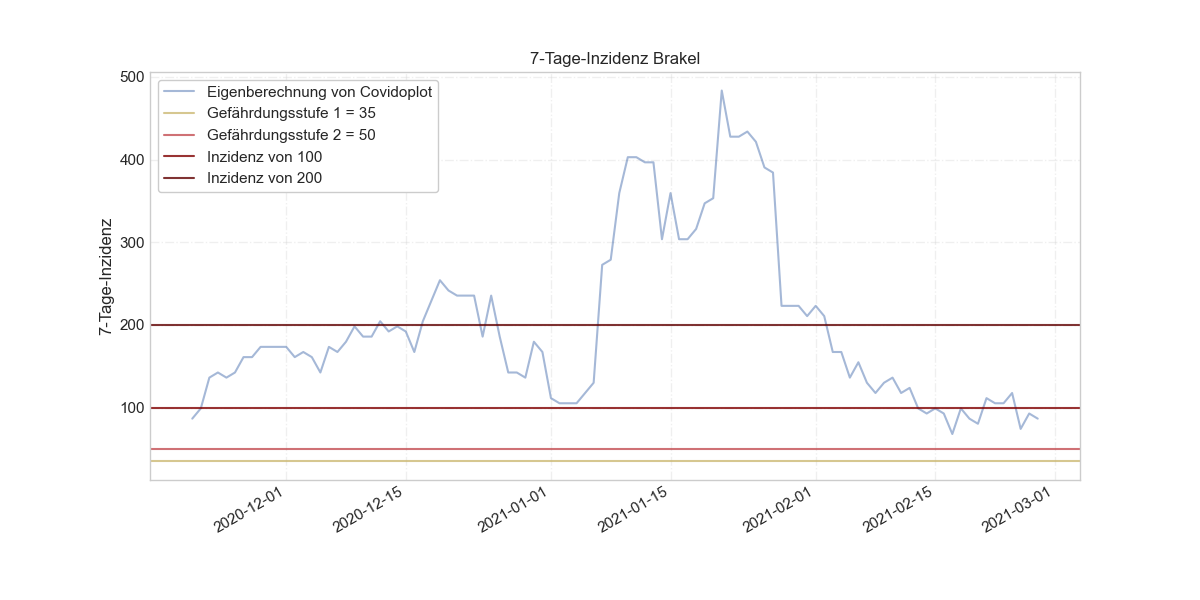 7-Tage-Inzidenz Brakel
500
400
300
200
100
7-Tage-Inzidenz
Eigenberechnung von Covidoplot
Gefährdungsstufe 1 = 35
Gefährdungsstufe 2 = 50
Inzidenz von 100
Inzidenz von 200
2020-12-01
2020-12-15
2021-01-01
2021-01-15
2021-02-01
2021-02-15
2021-03-01